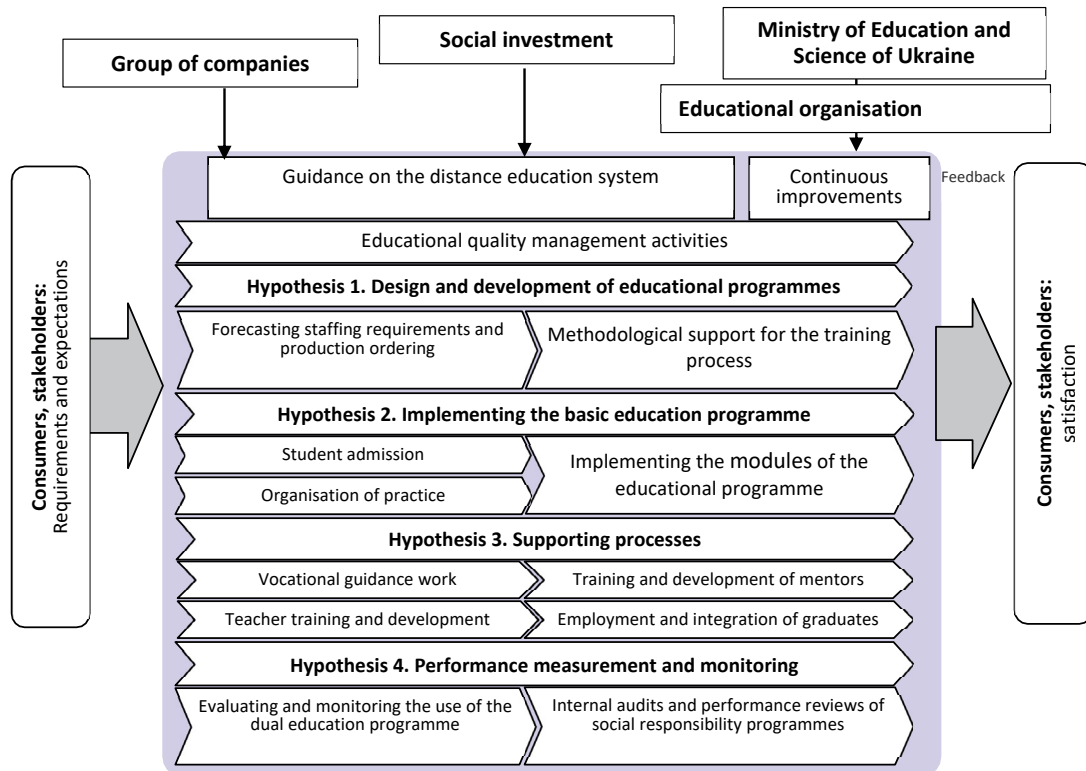 Group of companies
Social investment
Ministry of Education and
Science of Ukraine
Educational organisation
Consumers, stakeholders:
Requirements and expectations
Guidance on the distance education system
Continuous
improvements
Feedback
Educational quality management activities
Hypothesis 1. Design and development of educational programmes
Forecasting staffing requirements and
production ordering
Methodological support for the training
process
Hypothesis 2. Implementing the basic education programme
Student admission
Organisation of practice
Implementing the modules of the
educational programme
Hypothesis 3. Supporting processes
Vocational guidance work
Training and development of mentors
Teacher training and development
Employment and integration of graduates
Hypothesis 4. Performance measurement and monitoring
Evaluating and monitoring the use of the
dual education programme
Internal audits and performance reviews of
social responsibility programmes
Consumers, stakeholders:
satisfaction